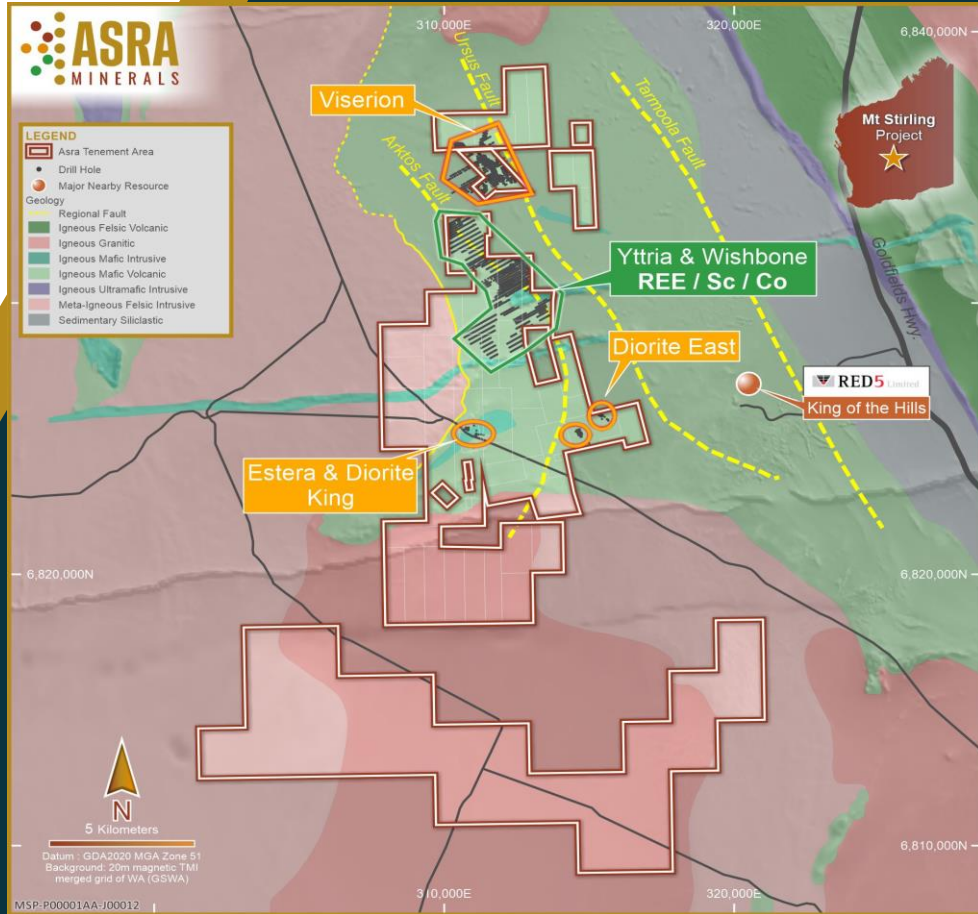 ASRA
MINERALS
310,000E
320,000E
6,840,000N
Ursus Fault
Viserion
Tarmoola Fault
Mt Stirling
Project
LEGEND
Asra Tenement Area
Drill Hole
Major Nearby Resource
Geology
Regional Fault
Igneous Felsic Volcanic
Igneous Granitic
Igneous Mafic Intrusive
Igneous Mafic Volcanic
Igneous Ultramafic Intrusive
Meta-Igneous Felsic Intrusive
Sedimentary Siliclastic
Arktos Fault
Yttria & Wishbone
REE / Sc / Co
Goldfields Hwy.
Diorite East
RED5 Limited
King of the Hills
Estera & Diorite
King
6,820,000N
6,820,000N
N
5 Kilometers
Datum : GDA2020 MGA Zone 51
Background: 20m magnetic TMI
merged grid of WA (GSWA)
6,810,000N
MSP-P00001AA-J00012
310,000E
320,000E